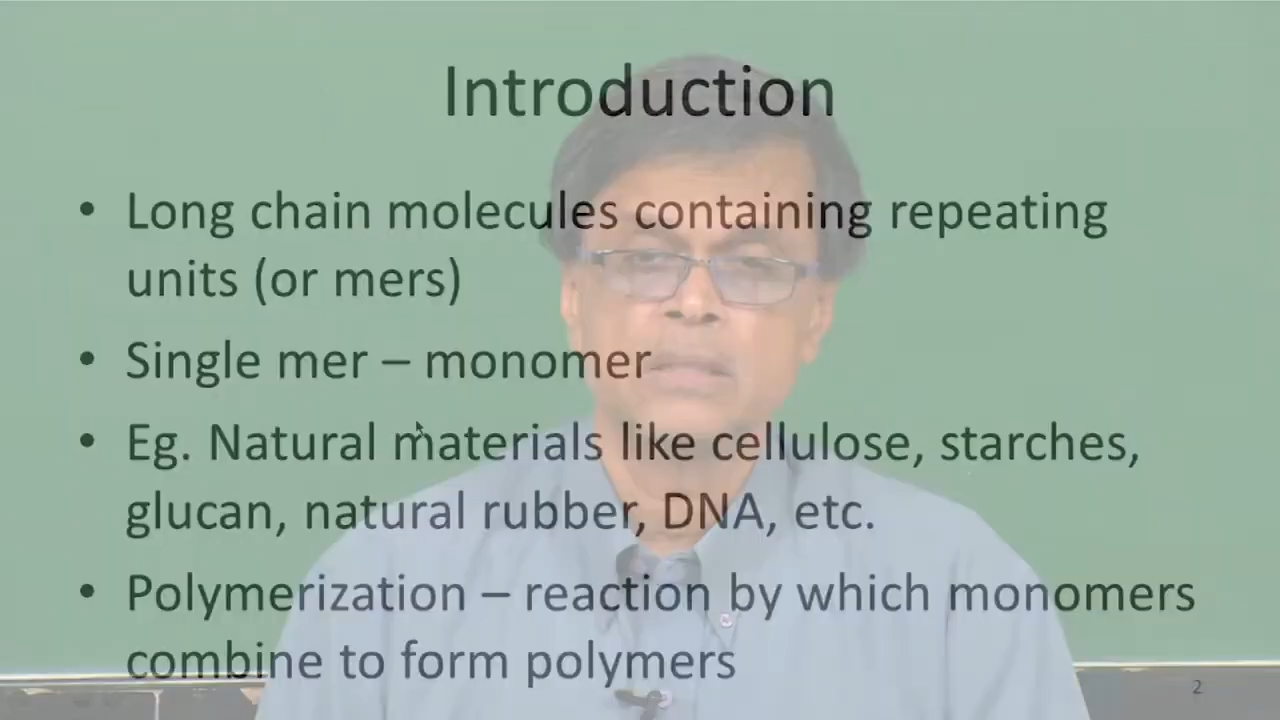 Introduction
• Long chain molecules containing repeating
units (or mers)
• Single mer – monomer
• Eg. Natural materials like cellulose, starches,
glucan, natural rubber, DNA, etc.
• Polymerization – reaction by which monomers
combine to form polymers
2